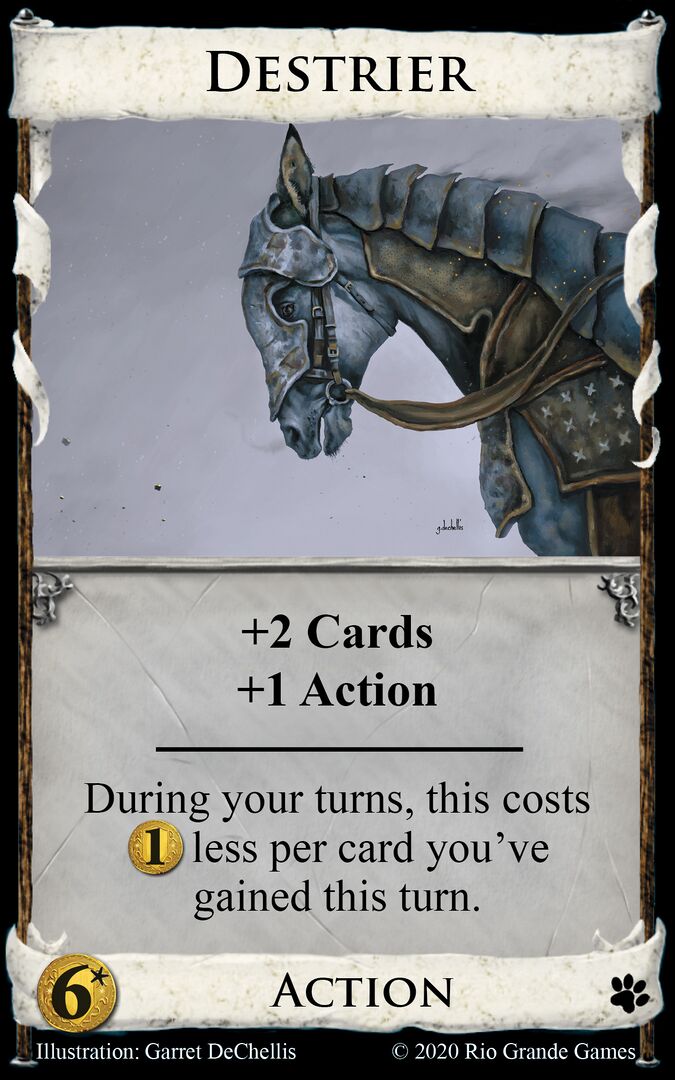 DESTRIER
g.dechellis
+2 Cards
+1 Action
During your turns, this costs
1 less per card you've
gained this turn.
6*
ACTION
Illustration: Garret DeChellis
© 2020 Rio Grande Games